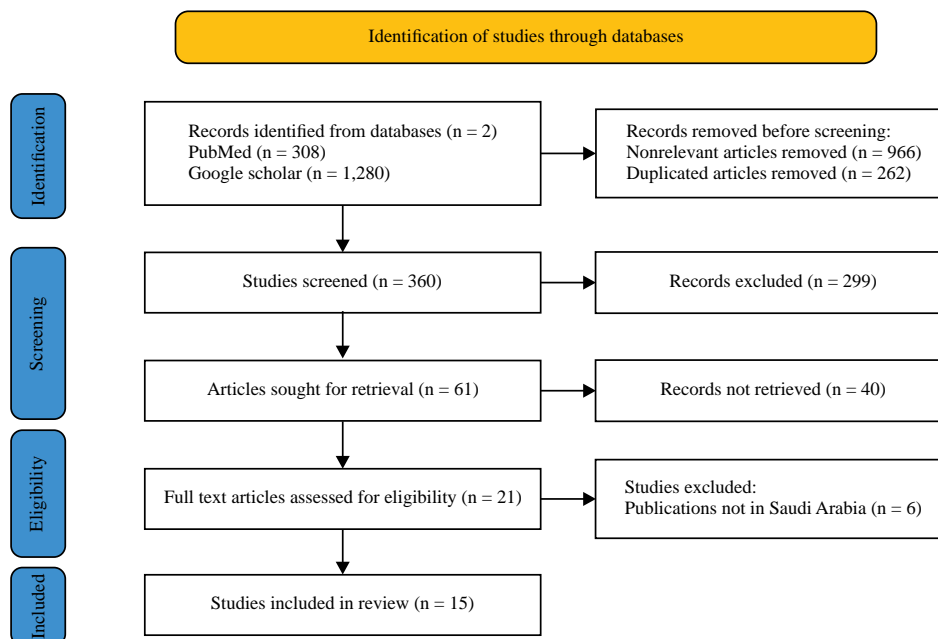 Identification of studies through databases
Identification
Records identified from databases (n = 2)
PubMed (n = 308)
Google scholar (n = 1,280)
Records removed before screening:
Nonrelevant articles removed (n = 966)
Duplicated articles removed (n = 262)
Screening
Studies screened (n = 360)
Records excluded (n = 299)
Articles sought for retrieval (n = 61)
Records not retrieved (n = 40)
Eligibility
Full text articles assessed for eligibility (n = 21)
Studies excluded:
Publications not in Saudi Arabia (n = 6)
Included
Studies included in review (n = 15)